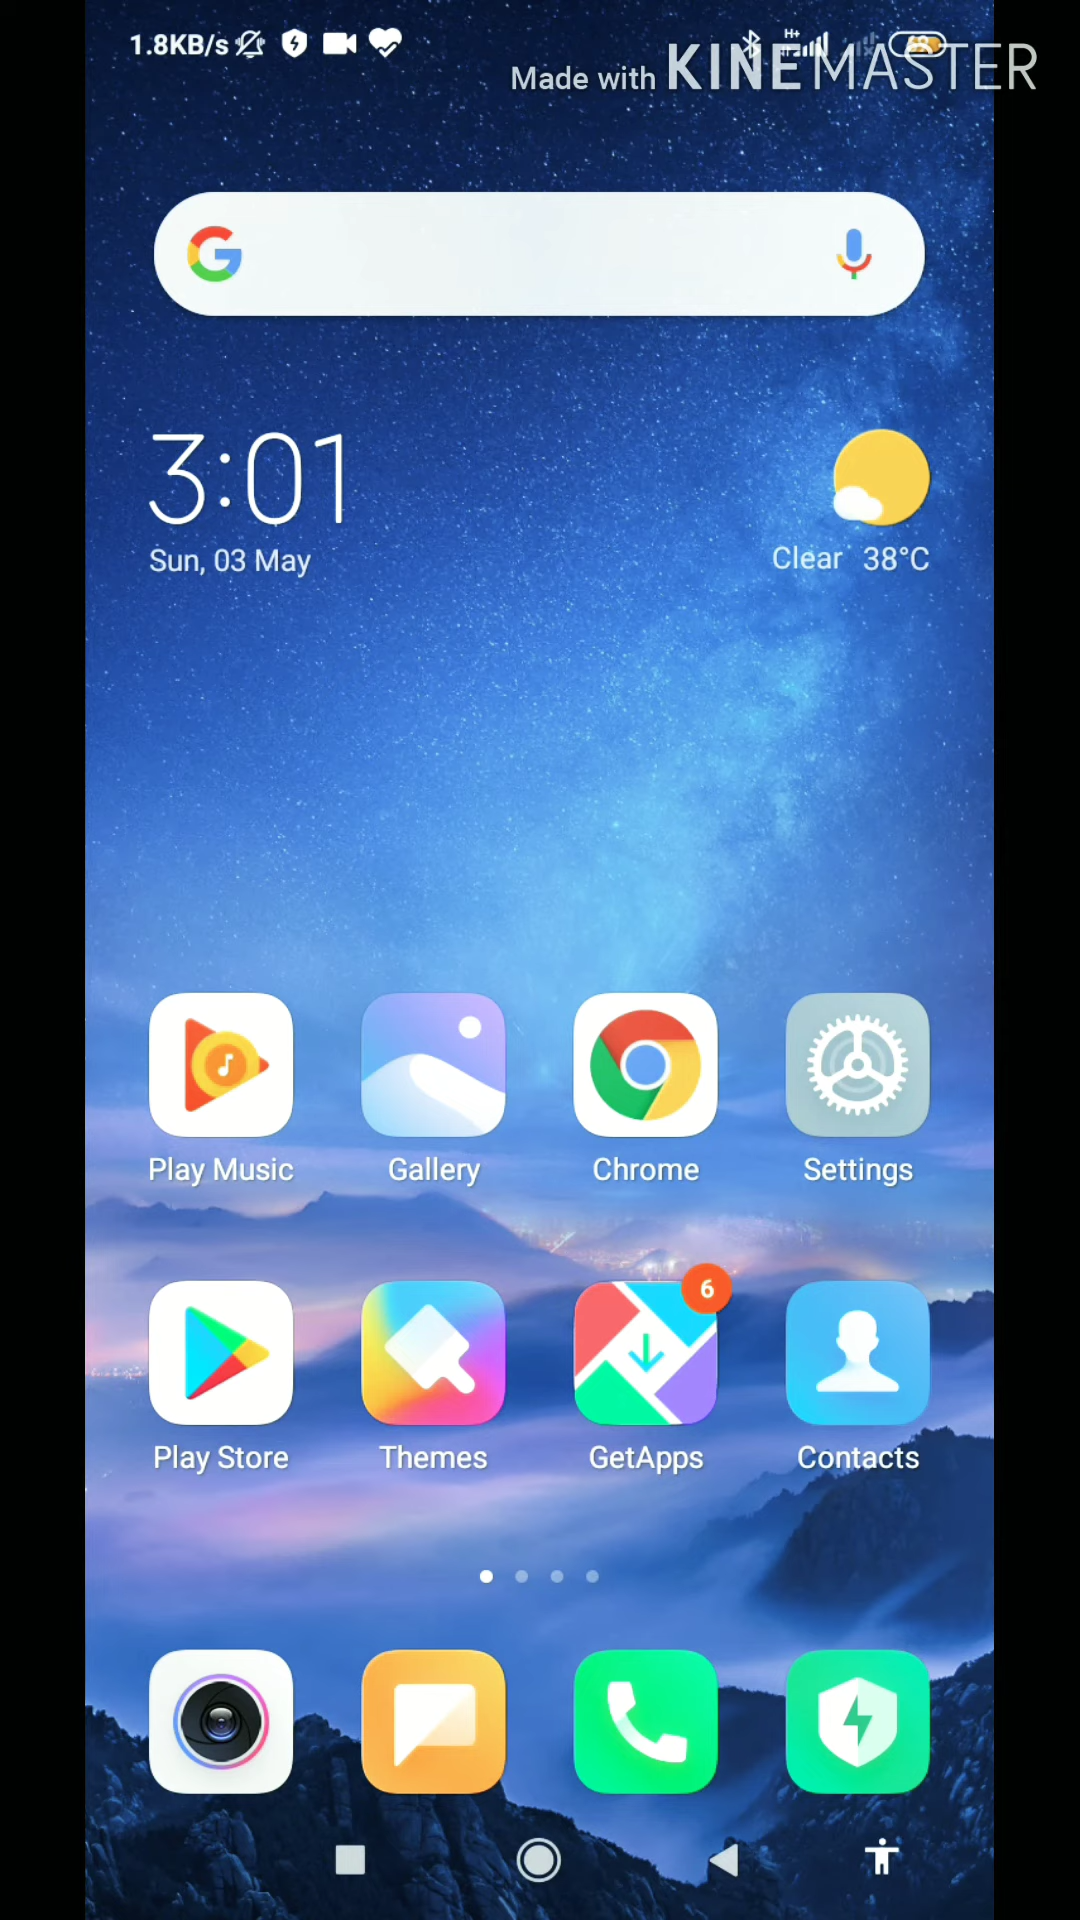 1.8KB/s
H+
Made with KINEMASTER
3:01
Sun, 03 May
Clear 38°C
Play Music Gallery Chrome Settings
6
Play Store Themes GetApps Contacts